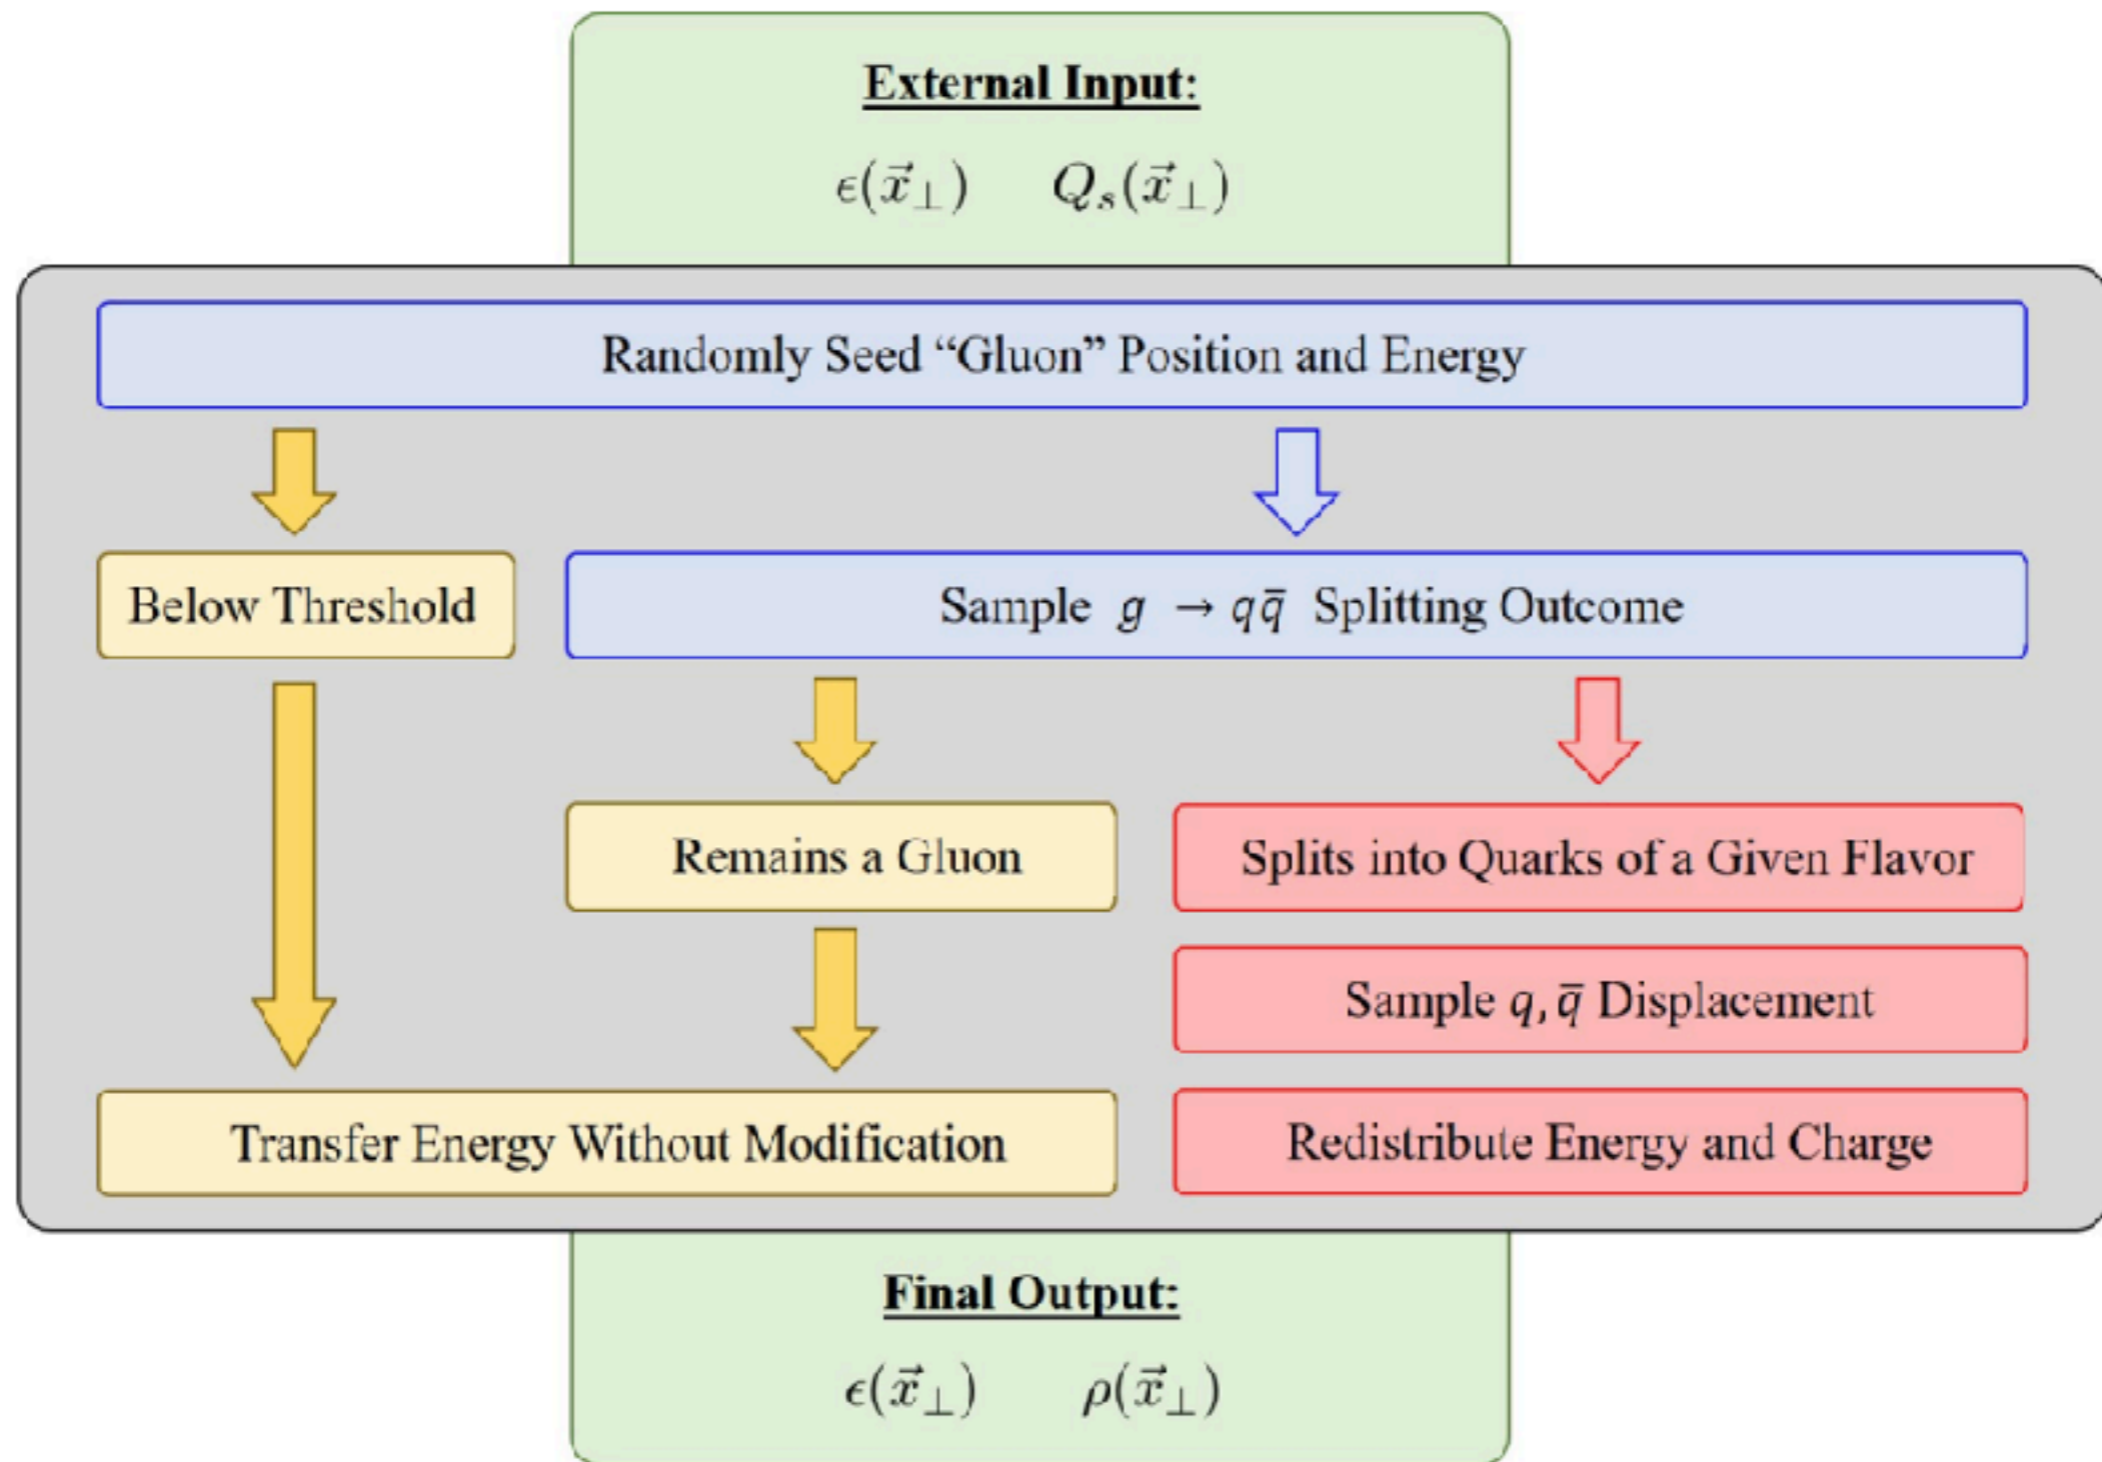 External Input:
ϵ(x⃗⊥) Qₛ(x⃗⊥)
Randomly Seed “Gluon” Position and Energy
Below Threshold
Sample g → qq̄ Splitting Outcome
Remains a Gluon
Splits into Quarks of a Given Flavor
Sample q, q̄ Displacement
Transfer Energy Without Modification
Redistribute Energy and Charge
Final Output:
ϵ(x⃗⊥) ρ(x⃗⊥)